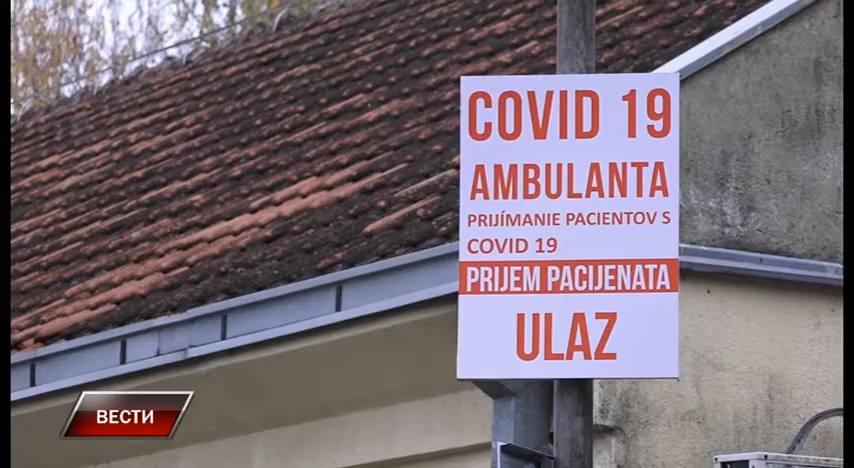 COVID 19
AMBULANTA
PRIJÍMANIE PACIENTOV S
COVID 19
PRIJEM PACIJENATA
ULAZ
ВЕСТИ